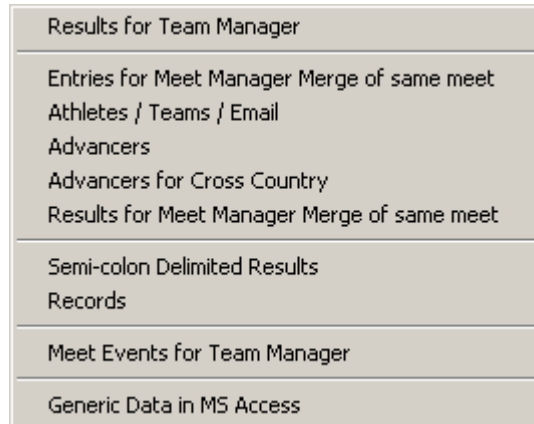 Results for Team Manager
Entries for Meet Manager Merge of same meet
Athletes / Teams / Email
Advancers
Advancers for Cross Country
Results for Meet Manager Merge of same meet
Semi-colon Delimited Results
Records
Meet Events for Team Manager
Generic Data in MS Access